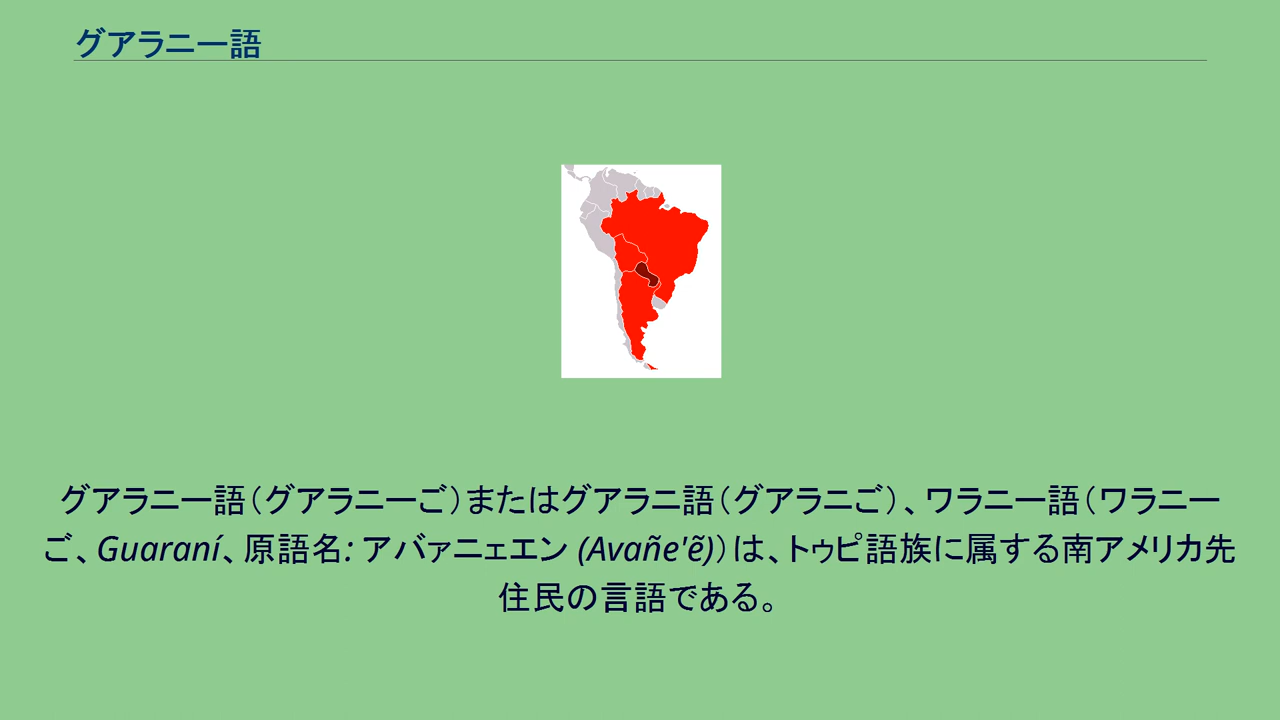 グアラニー語
グアラニー語（グアラニーご）またはグアラニ語（グアラニご）、ワラニー語（ワラニー
ご、Guaraní、原語名: アバァニェエン (Avañe'ẽ)）は、トゥピ語族に属する南アメリカ先
住民の言語である。